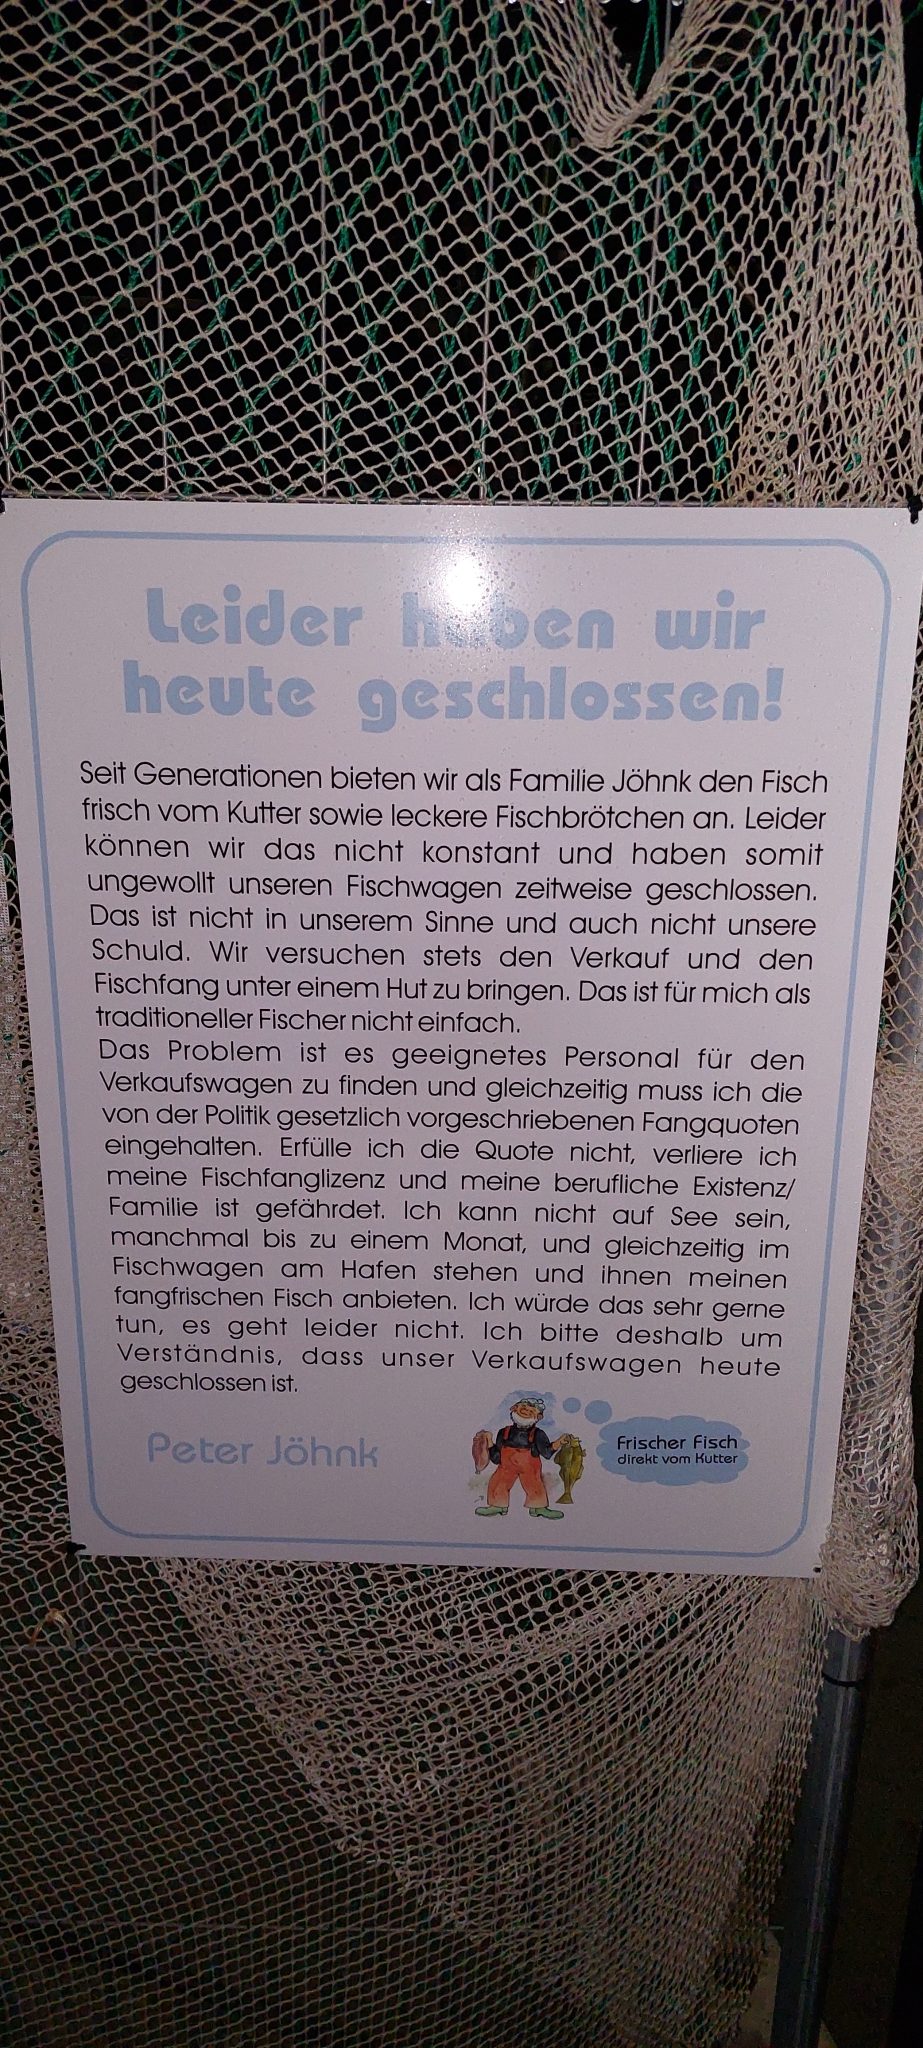 Leider haben wir
heute geschlossen!
Seit Generationen bieten wir als Familie Jöhnk den Fisch
frisch vom Kutter sowie leckere Fischbrötchen an. Leider
können wir das nicht konstant und haben somit
ungewollt unseren Fischwagen zeitweise geschlossen.
Das ist nicht in unserem Sinne und auch nicht unsere
Schuld. Wir versuchen stets den Verkauf und den
Fischfang unter einem Hut zu bringen. Das ist für mich als
traditioneller Fischer nicht einfach.
Das Problem ist es geeignetes Personal für den
Verkaufswagen zu finden und gleichzeitig muss ich die
von der Politik gesetzlich vorgeschriebenen Fangquoten
eingehalten. Erfülle ich die Quote nicht, verliere ich
meine Fischfanglizenz und meine berufliche Existenz/
Familie ist gefährdet. Ich kann nicht auf See sein,
manchmal bis zu einem Monat, und gleichzeitig im
Fischwagen am Hafen stehen und ihnen meinen
fangfrischen Fisch anbieten. Ich würde das sehr gerne
tun, es geht leider nicht. Ich bitte deshalb um
Verständnis, dass unser Verkaufswagen heute
geschlossen ist.
Peter Jöhnk
Frischer Fisch
direkt vom Kutter